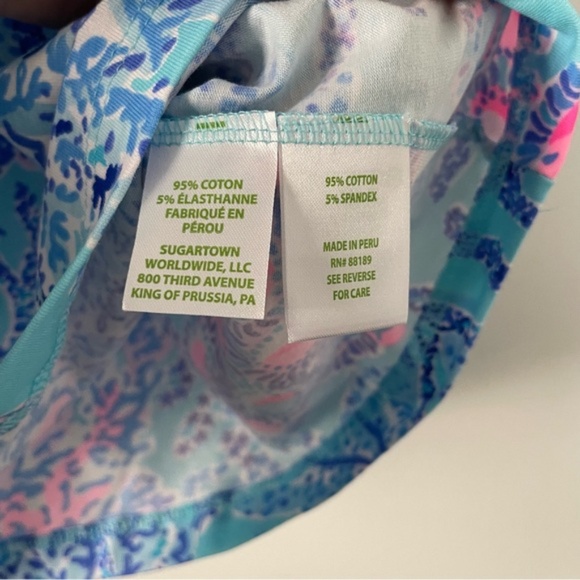 95% COTON
5% ÉLASTHANNE
FABRIQUÉ EN
PÉROU
SUGARTOWN
WORLDWIDE, LLC
800 THIRD AVENUE
KING OF PRUSSIA, PA
95% COTTON
5% SPANDEX
MADE IN PERU
RN# 88189
SEE REVERSE
FOR CARE